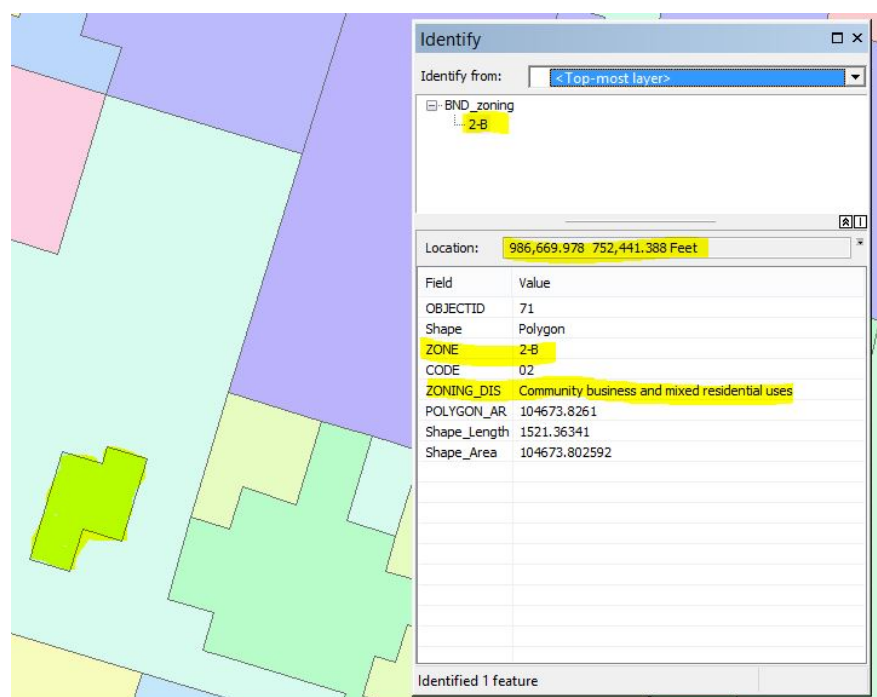 Identify
Identify from: <Top-most layer>
BND_zoning
2-B
Location: 986,669.978 752,441.388 Feet
Field Value
OBJECTID 71
Shape Polygon
ZONE 2-B
CODE 02
ZONING_DIS Community business and mixed residential uses
POLYGON_AR 104673.8261
Shape_Length 1521.36341
Shape_Area 104673.802592
Identified 1 feature